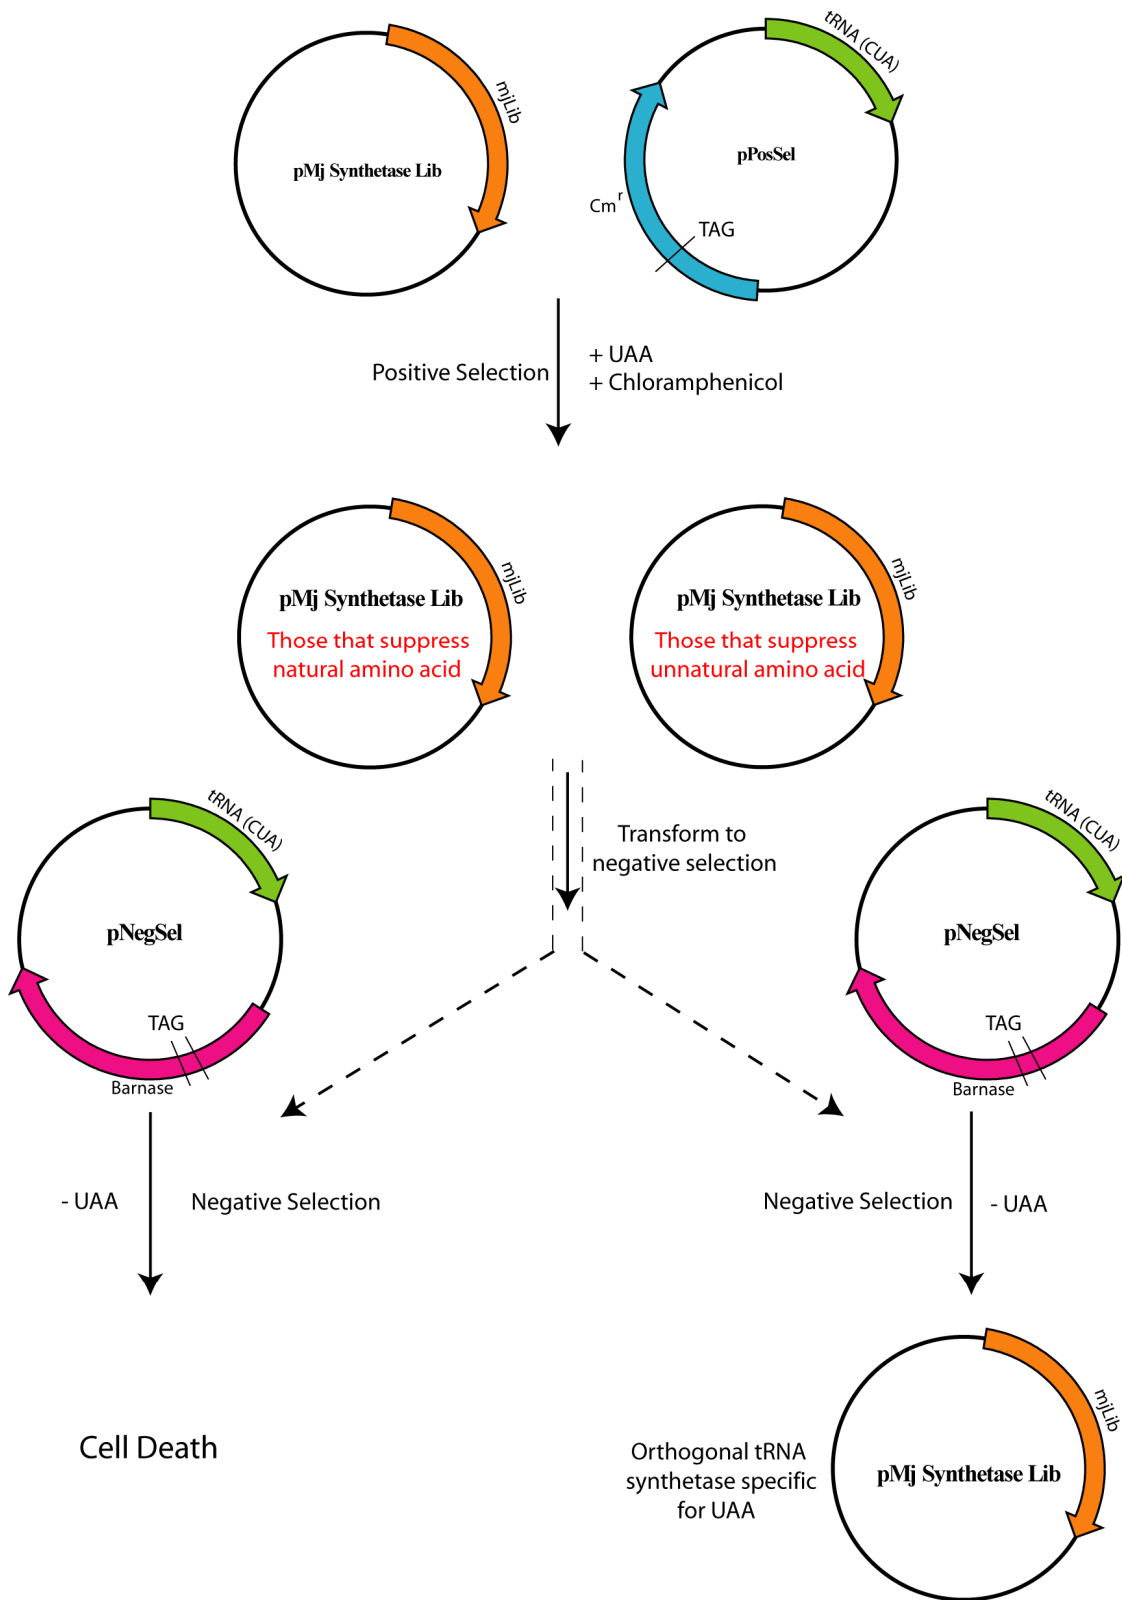 mjLib
pMj Synthetase Lib
tRNA (CUA)
pPosSel
Cm^r
TAG
Positive Selection
+ UAA
+ Chloramphenicol
mjLib
pMj Synthetase Lib
Those that suppress
natural amino acid
mjLib
pMj Synthetase Lib
Those that suppress
unnatural amino acid
Transform to
negative selection
tRNA (CUA)
pNegSel
TAG
Barnase
tRNA (CUA)
pNegSel
TAG
Barnase
- UAA
Negative Selection
Negative Selection
- UAA
Cell Death
Orthogonal tRNA
synthetase specific
for UAA
mjLib
pMj Synthetase Lib